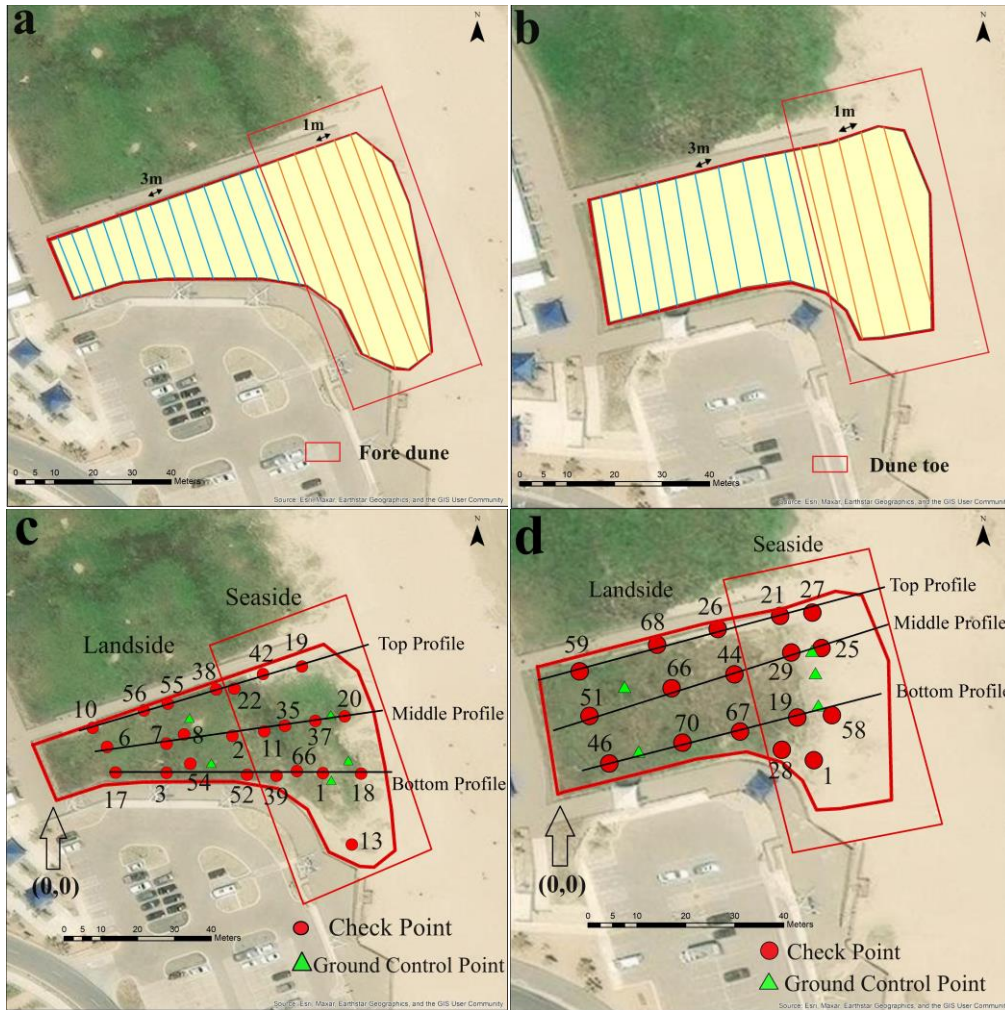 a
N
1m
3m
Fore dune
0 5 10 20 30 40
Meters
Source: Esri, Maxar, Earthstar Geographics, and the GIS User Community
b
N
1m
3m
Dune toe
0 5 10 20 30 40
Meters
Source: Esri, Maxar, Earthstar Geographics, and the GIS User Community
c
N
Seaside
Landside
Top Profile
42 19
38
55
56
10
22
20
Middle Profile
35
37
6 7 8 2 11
66
Bottom Profile
17 3 54 52 39 1 18
13
(0,0)
0 5 10 20 30 40
Meters
Check Point
Ground Control Point
Source: Esri, Maxar, Earthstar Geographics, and the GIS User Community
d
N
Seaside
Landside
Top Profile
21 27
26
68
59
Middle Profile
44
25
29
66
51
Bottom Profile
19
67
70
58
46
28 1
(0,0)
0 5 10 20 30 40
Meters
Check Point
Ground Control Point
Source: Esri, Maxar, Earthstar Geographics, and the GIS User Community